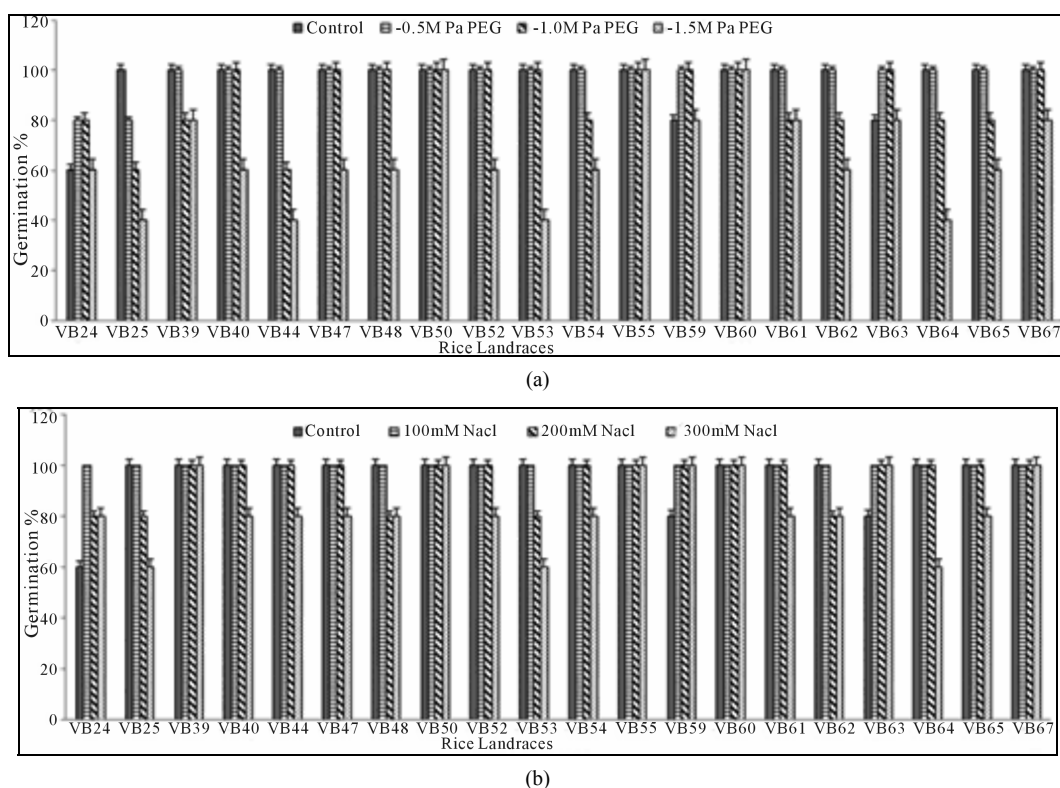 120
Control -0.5M Pa PEG -1.0M Pa PEG -1.5M Pa PEG
100
80
60
40
20
0
Germination %
VB24 VB25 VB39 VB40 VB44 VB47 VB48 VB50 VB52 VB53 VB54 VB55 VB59 VB60 VB61 VB62 VB63 VB64 VB65 VB67
Rice Landraces
(a)
120
Control 100mM Nacl 200mM Nacl 300mM Nacl
100
80
60
40
20
0
Germination %
VB24 VB25 VB39 VB40 VB44 VB47 VB48 VB50 VB52 VB53 VB54 VB55 VB59 VB60 VB61 VB62 VB63 VB64 VB65 VB67
Rice Landraces
(b)